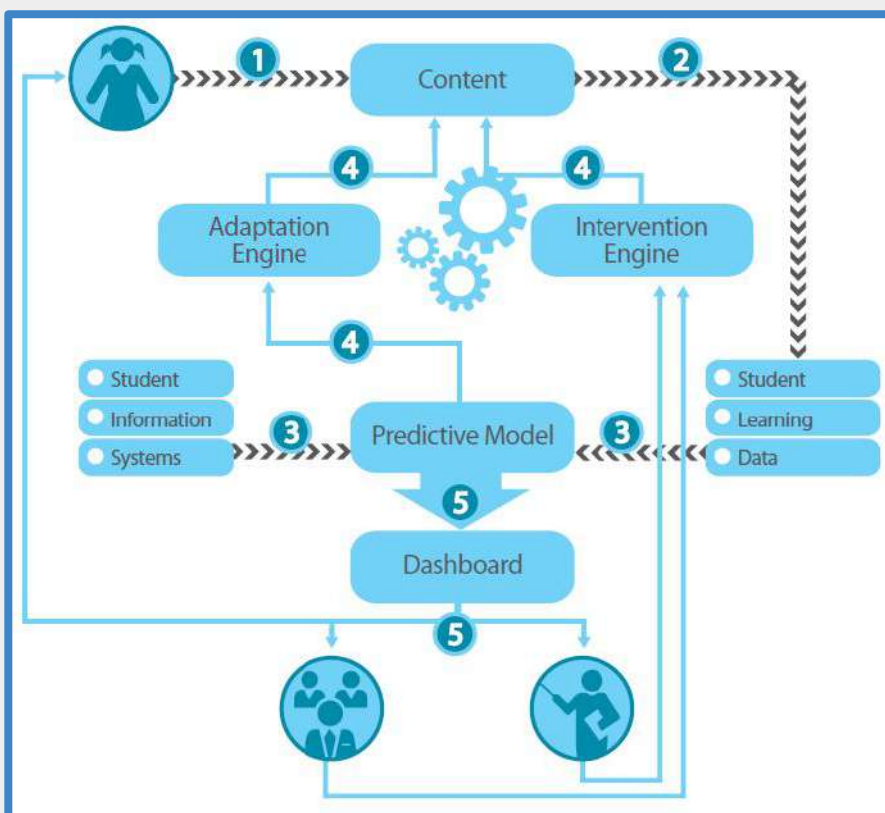 1
Content
2
4
4
Adaptation
Engine
Intervention
Engine
4
Student
Information
Systems
3
Predictive Model
3
Student
Learning
Data
5
Dashboard
5